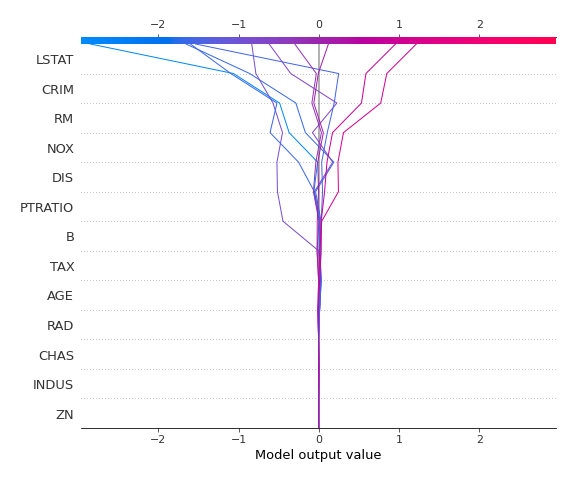 −2 −1 0 1 2
LSTAT
CRIM
RM
NOX
DIS
PTRATIO
B
TAX
AGE
RAD
CHAS
INDUS
ZN
−2 −1 0 1 2
Model output value